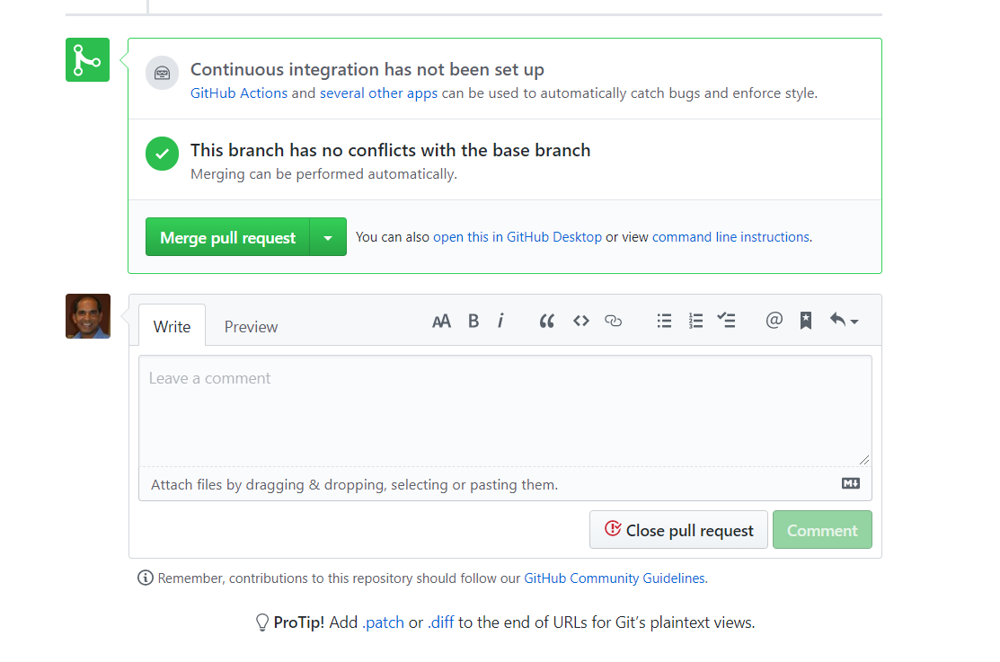 Continuous integration has not been set up
GitHub Actions and several other apps can be used to automatically catch bugs and enforce style.
This branch has no conflicts with the base branch
Merging can be performed automatically.
Merge pull request You can also open this in GitHub Desktop or view command line instructions.
Write Preview AA B i @
Leave a comment
Attach files by dragging & dropping, selecting or pasting them. M
Close pull request Comment
Remember, contributions to this repository should follow our GitHub Community Guidelines.
ProTip! Add .patch or .diff to the end of URLs for Git’s plaintext views.